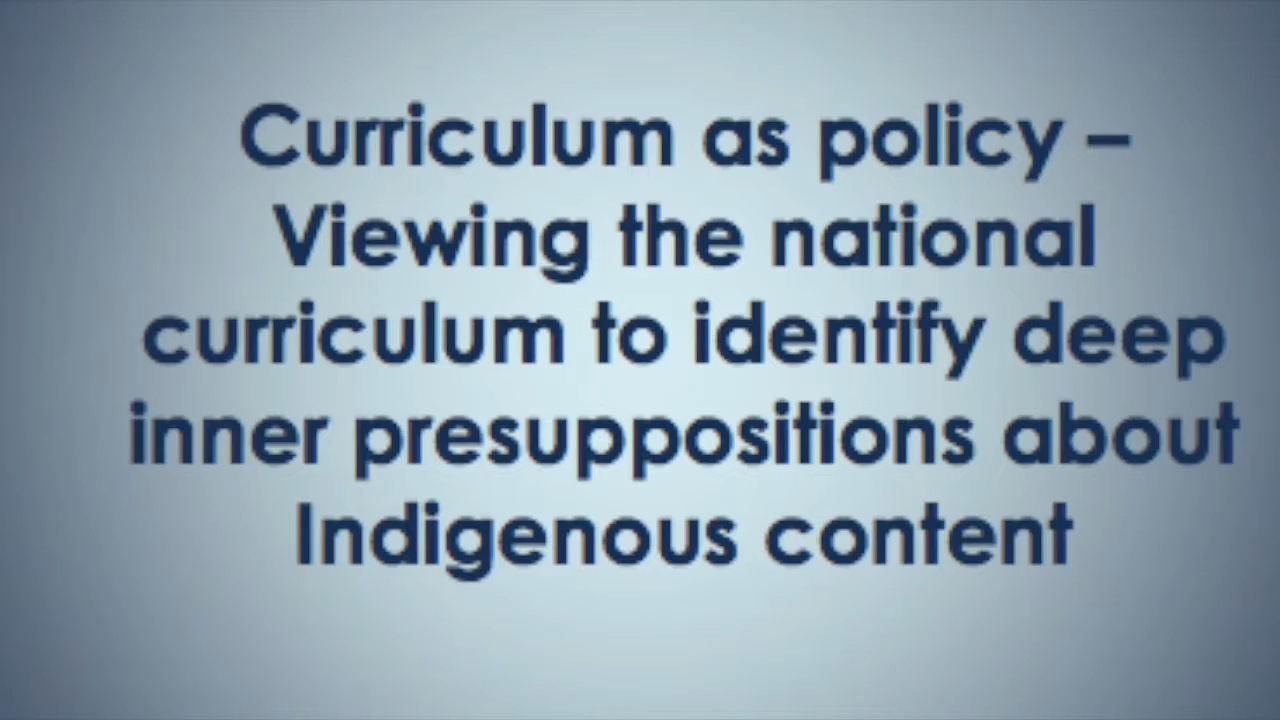 Curriculum as policy –
Viewing the national
curriculum to identify deep
inner presuppositions about
Indigenous content